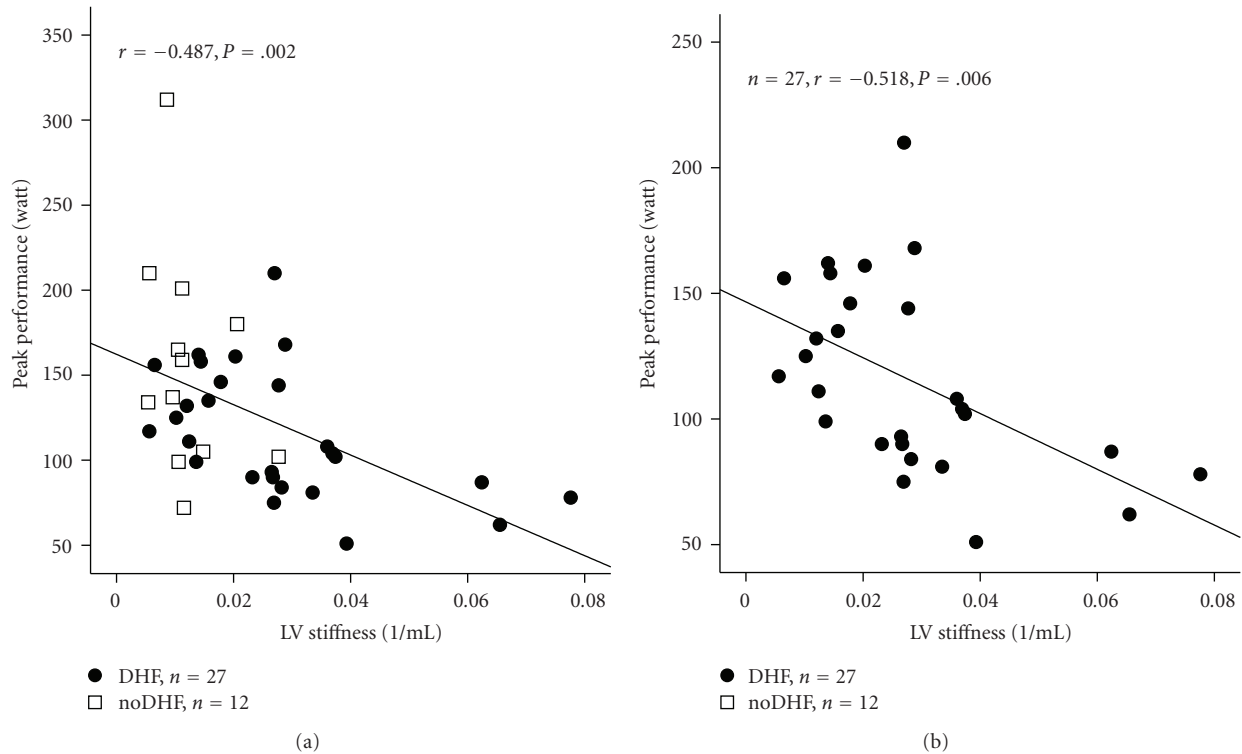 350
300
250
200
150
100
50
Peak performance (watt)
r = −0.487, P = .002
0 0.02 0.04 0.06 0.08
LV stiffness (1/mL)
DHF, n = 27
noDHF, n = 12
(a)
250
200
150
100
50
Peak performance (watt)
n = 27, r = −0.518, P = .006
0 0.02 0.04 0.06 0.08
LV stiffness (1/mL)
DHF, n = 27
noDHF, n = 12
(b)